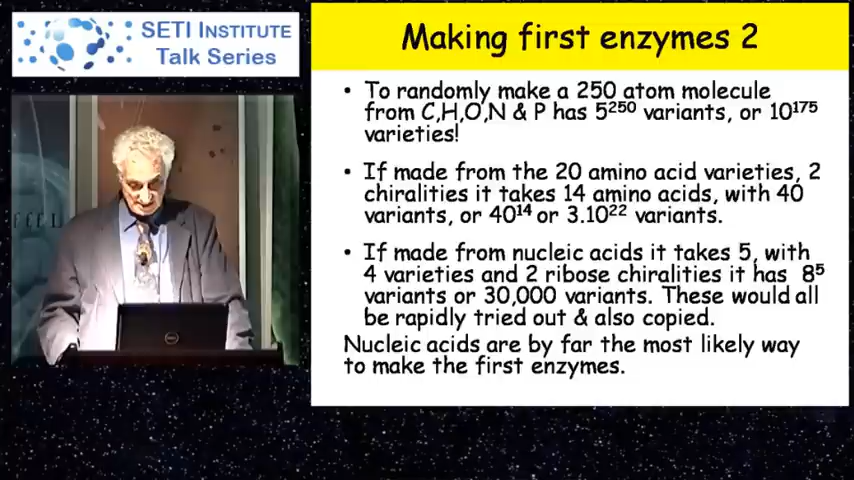 SETI INSTITUTE
Talk Series
Making first enzymes 2
• To randomly make a 250 atom molecule
from C,H,O,N & P has 5²⁵⁰ variants, or 10¹⁷⁵
varieties!
• If made from the 20 amino acid varieties, 2
chiralities it takes 14 amino acids, with 40
variants, or 40¹⁴ or 3.10²² variants.
• If made from nucleic acids it takes 5, with
4 varieties and 2 ribose chiralities it has 8⁵
variants or 30,000 variants. These would all
be rapidly tried out & also copied.
Nucleic acids are by far the most likely way
to make the first enzymes.
DELL